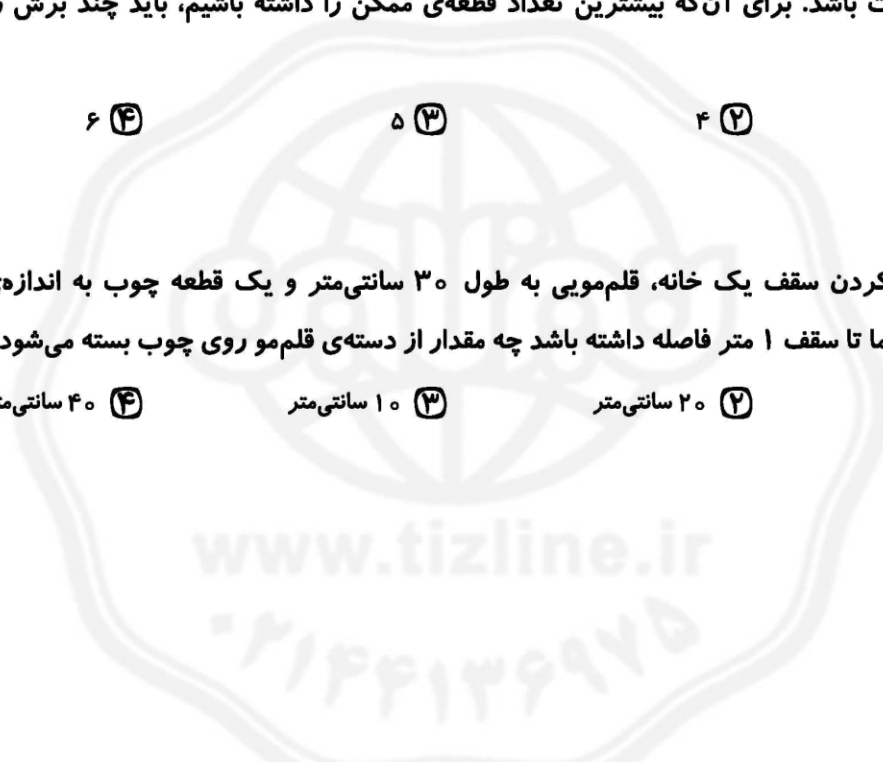 باشد. برای آن‌که بیشترین تعداد قطعه‌ی ممکن را داشته باشیم، باید چند برش
۲ ۴ ۳ ۵ ۴ ۶
کردن سقف یک خانه، قلم‌مویی به طول ۳۰ سانتی‌متر و یک قطعه چوب به اندازه‌ی
تا سقف ۱ متر فاصله داشته باشد چه مقدار از دسته‌ی قلم‌مو روی چوب بسته می‌شود
۲ ۲۰ سانتی‌متر ۳ ۱۰ سانتی‌متر ۴ ۴۰
www.tizline.ir
۰۲۱۴۴۱۳۶۹۷۵